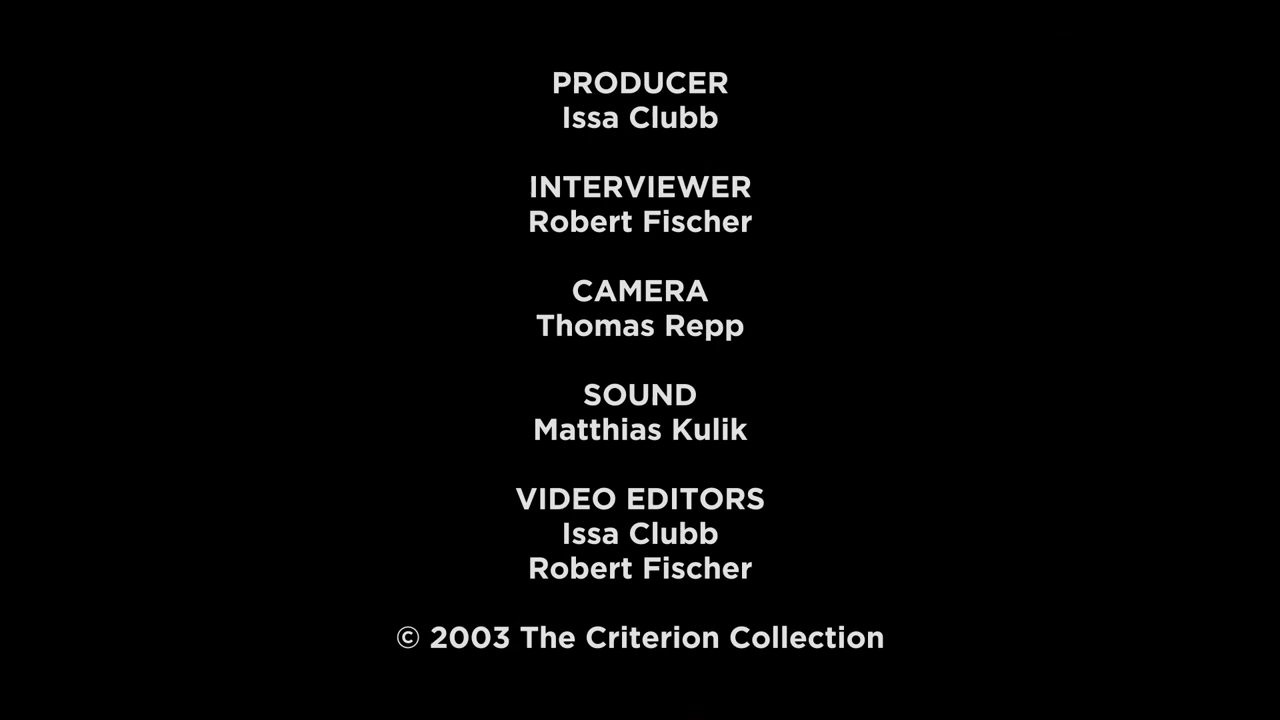 PRODUCER
Issa Clubb
INTERVIEWER
Robert Fischer
CAMERA
Thomas Repp
SOUND
Matthias Kulik
VIDEO EDITORS
Issa Clubb
Robert Fischer
© 2003 The Criterion Collection